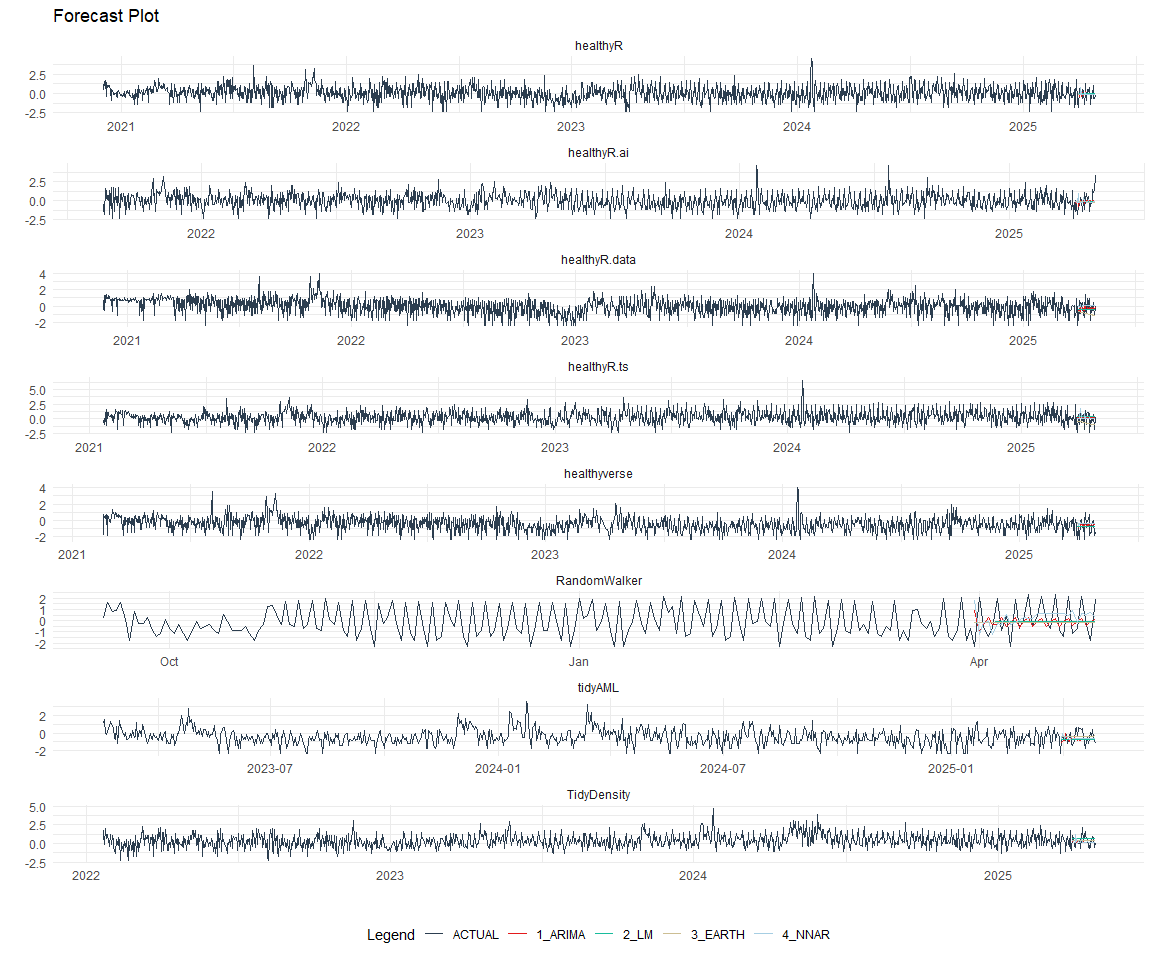 Forecast Plot
healthyR
2.5
0.0
-2.5
2021 2022 2023 2024 2025
healthyR.ai
2.5
0.0
-2.5
2022 2023 2024 2025
healthyR.data
4
2
0
-2
2021 2022 2023 2024 2025
healthyR.ts
5.0
2.5
0.0
-2.5
2021 2022 2023 2024 2025
healthyverse
4
2
0
-2
2021 2022 2023 2024 2025
RandomWalker
2
1
0
-1
-2
Oct Jan Apr
tidyAML
2
0
-2
2023-07 2024-01 2024-07 2025-01
TidyDensity
5.0
2.5
0.0
-2.5
2022 2023 2024 2025
Legend ACTUAL 1_ARIMA 2_LM 3_EARTH 4_NNAR